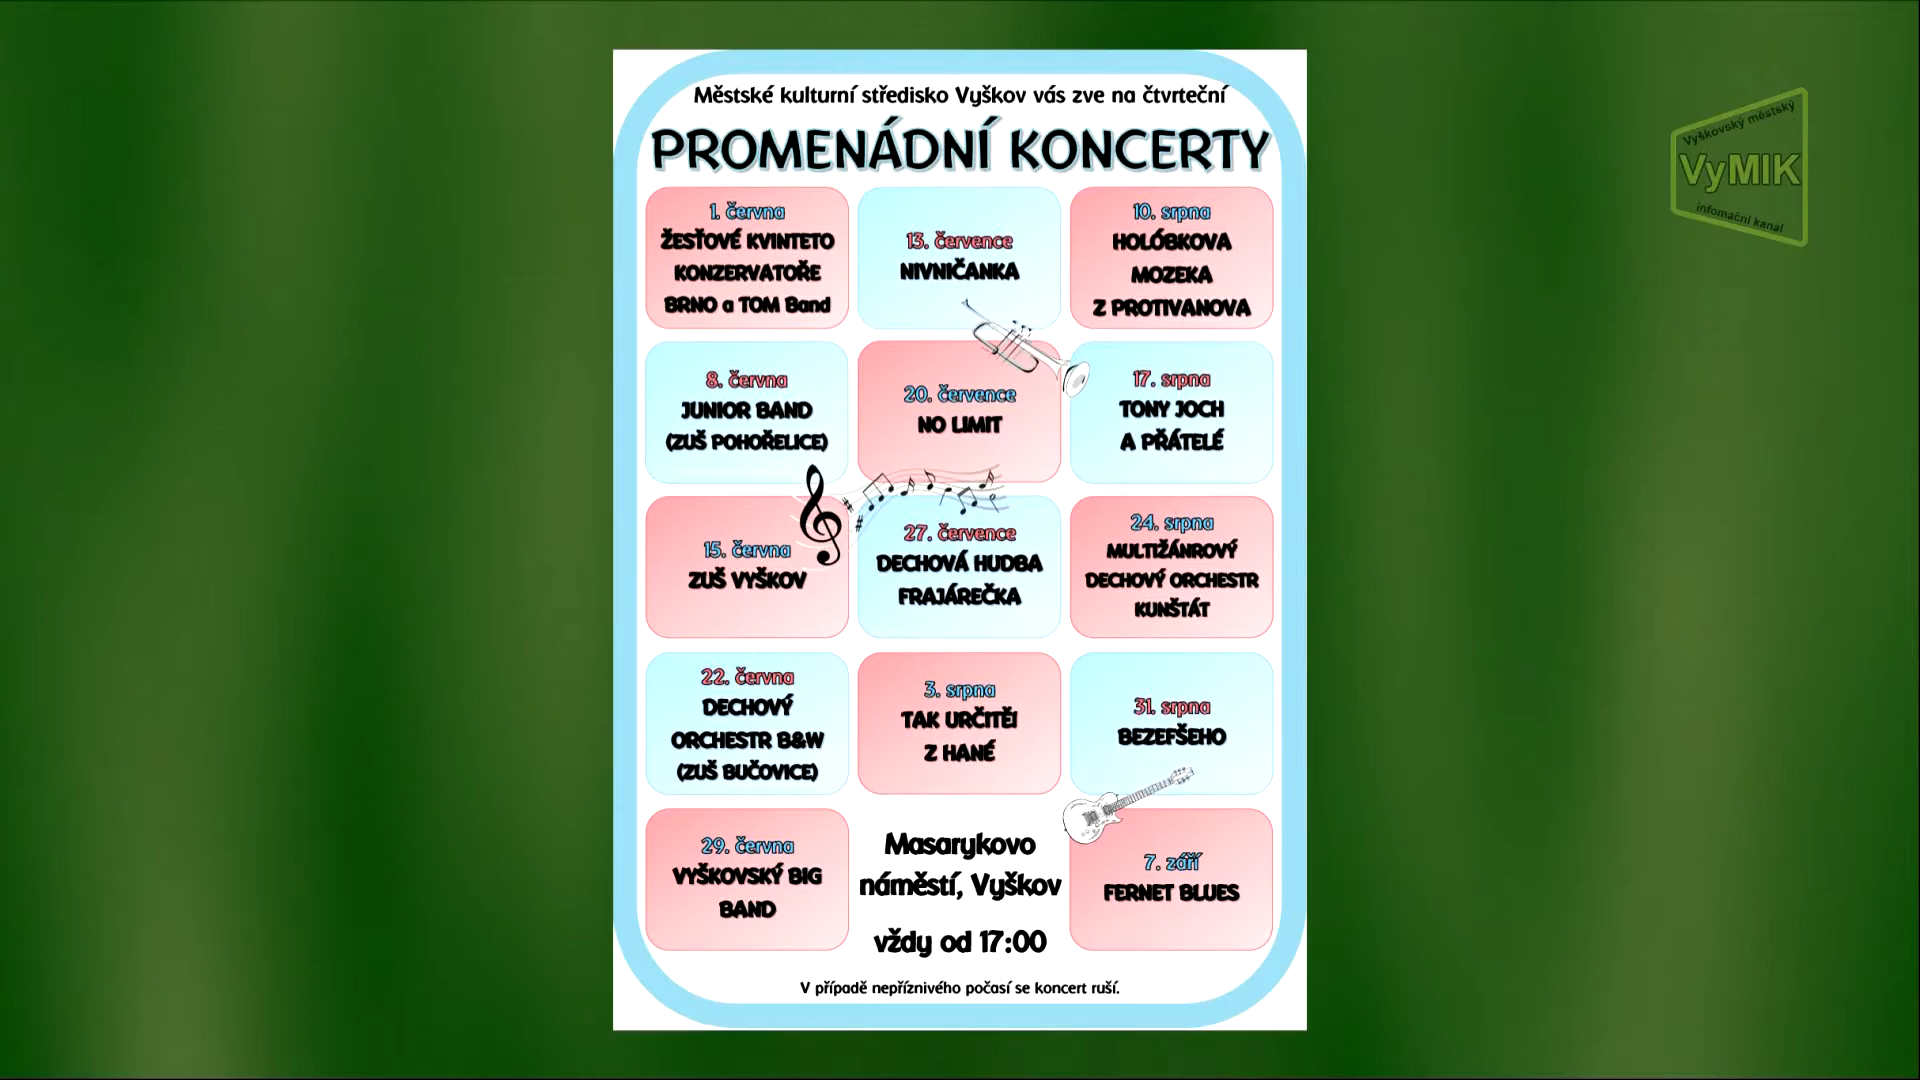 Městské kulturní středisko Vyškov vás zve na čtvrteční
PROMENÁDNÍ KONCERTY
1. června
ŽESŤOVÉ KVINTETO
KONZERVATOŘE
BRNO a TOM Band
8. června
JUNIOR BAND
(ZUŠ POHOŘELICE)
15. června
ZUŠ VYŠKOV
22. června
DECHOVÝ
ORCHESTR B&W
(ZUŠ BUČOVICE)
29. června
VYŠKOVSKÝ BIG
BAND
13. července
NIVNIČANKA
20. července
NO LIMIT
27. července
DECHOVÁ HUDBA
FRAJÁREČKA
3. srpna
TAK URČITĚ!
Z HANÉ
10. srpna
HOLÓBKOVA
MOZEKA
Z PROTIVANOVA
17. srpna
TONY JOCH
A PŘÁTELÉ
24. srpna
MULTIŽÁNROVÝ
DECHOVÝ ORCHESTR
KUNŠTÁT
31. srpna
BEZEFŠEHO
7. září
FERNET BLUES
Masarykovo
náměstí, Vyškov
vždy od 17:00
V případě nepříznivého počasí se koncert ruší.
Vyškovský městský
VyMIK
infomační kanal